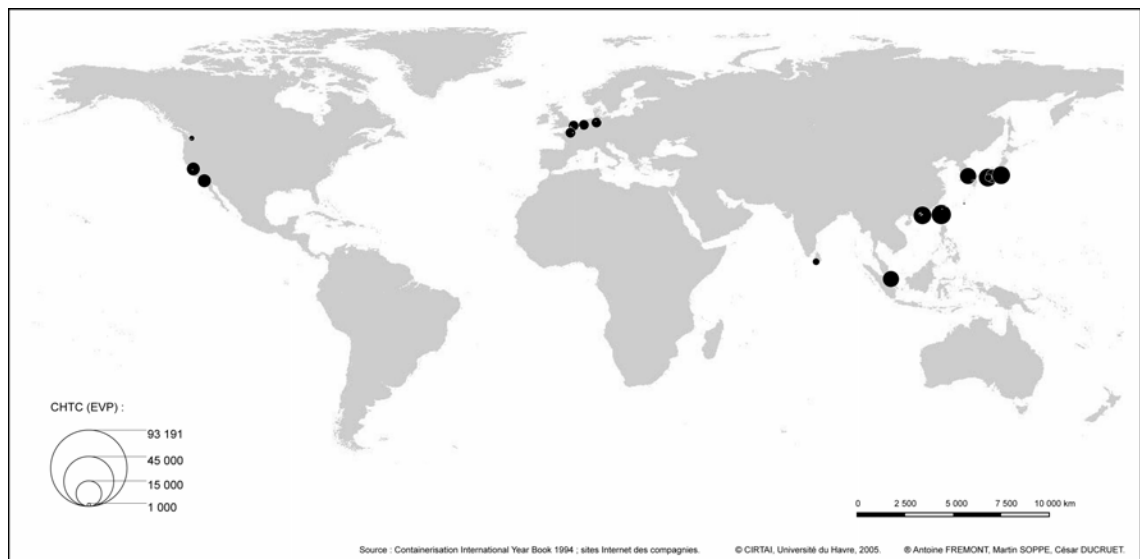 CHTC (EVP) :
93 191
45 000
15 000
1 000
0 2 500 5 000 7 500 10 000 km
Source : Containerisation International Year Book 1994 ; sites Internet des compagnies. © CIRTAI, Université du Havre, 2005. ® Antoine FREMONT, Martin SOPPE, César DUCRUET.